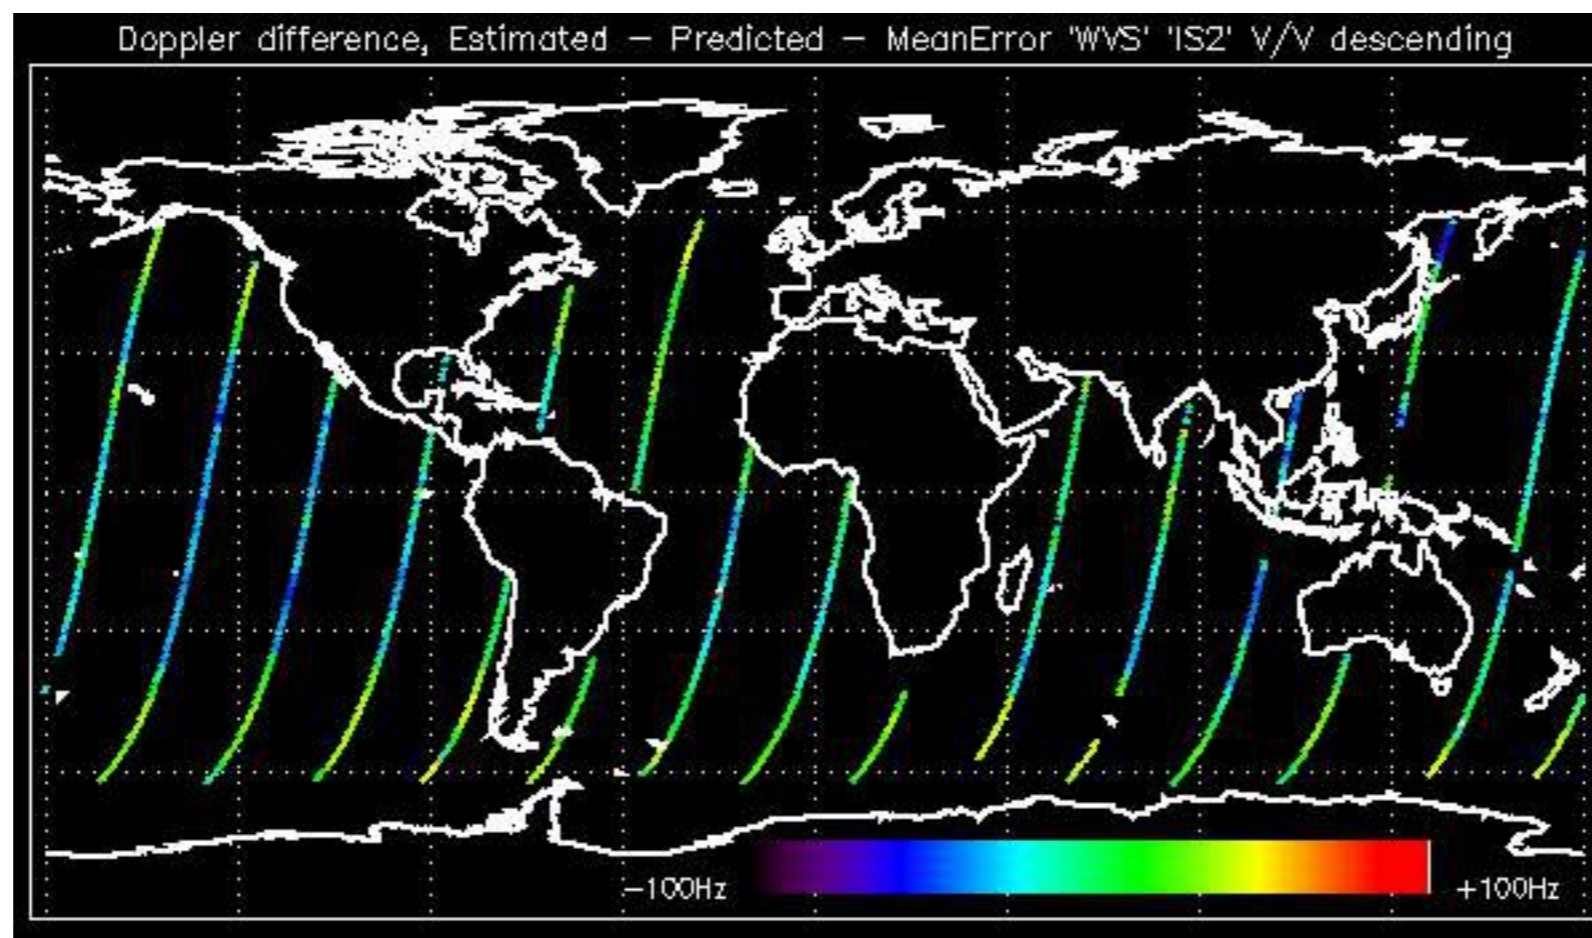 Doppler difference, Estimated – Predicted – MeanError 'WVS' 'IS2' V/V descending
−100Hz
+100Hz